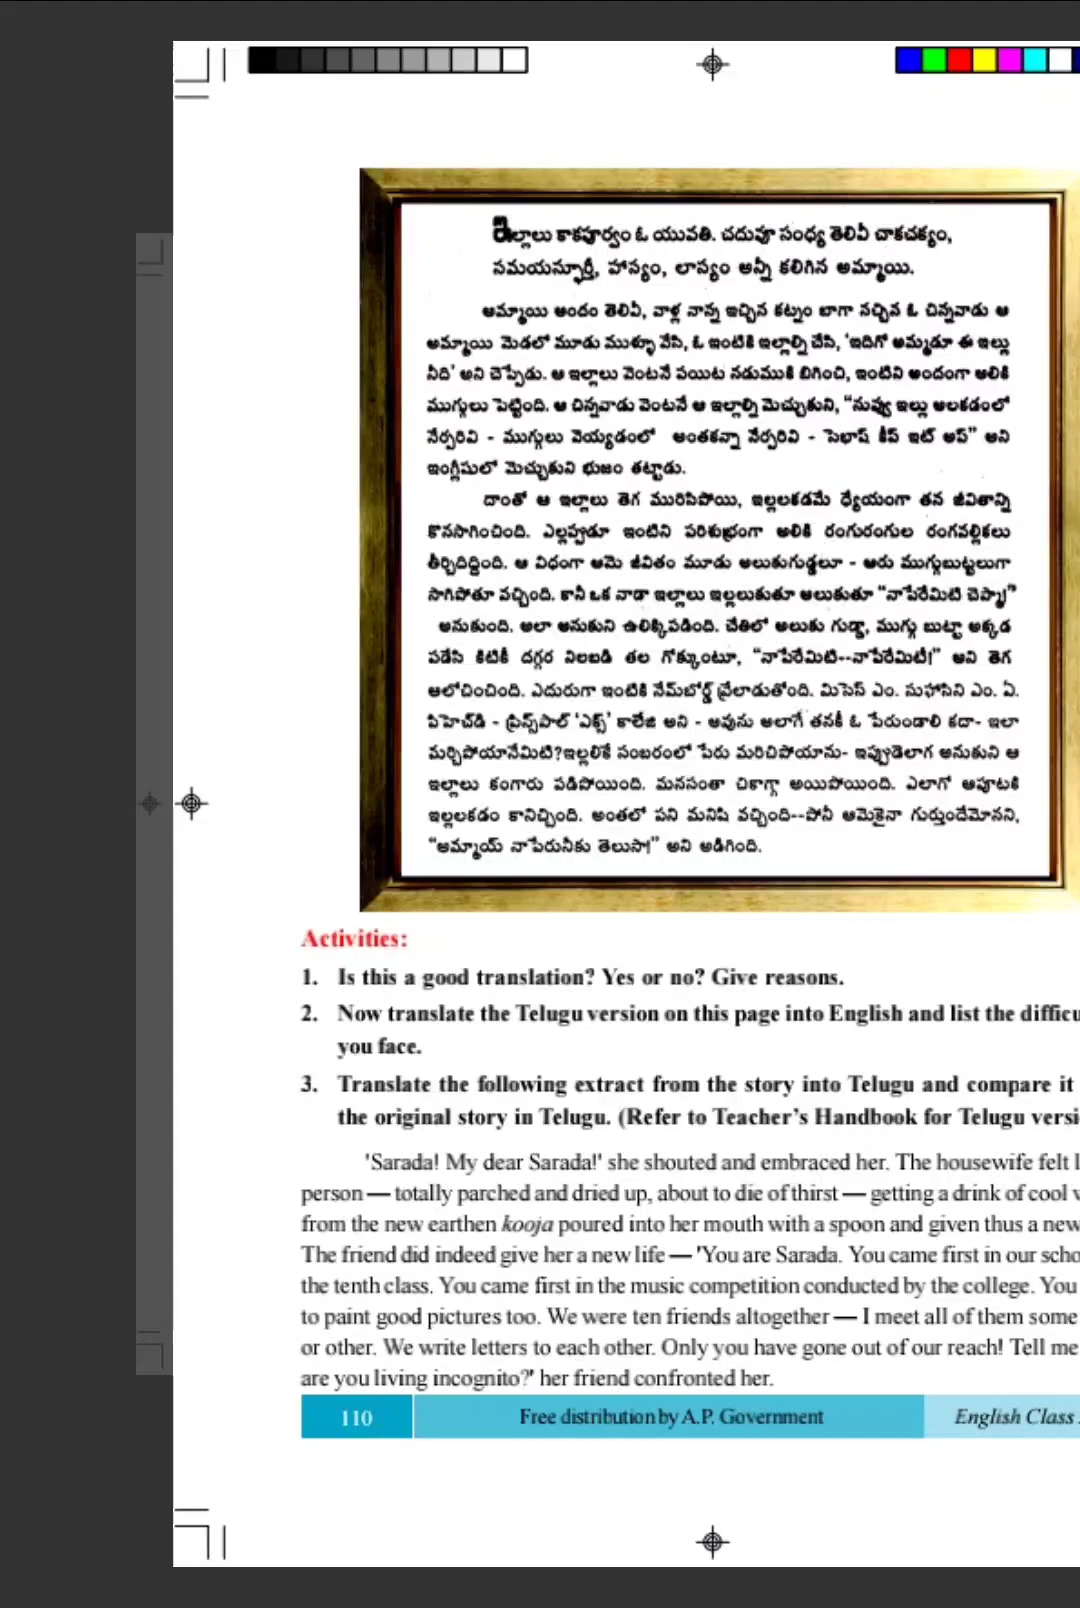 ఇల్లాలు కాకపూర్వం ఓ యువతి. చదువూ సంధ్య తెలివీ చాకచక్యం,
సమయస్ఫూర్తీ, హాస్యం, లాస్యం అన్నీ కలిగిన అమ్మాయి.
అమ్మాయి అందం తెలివీ, వాళ్ల నాన్న ఇచ్చిన కట్నం బాగా నచ్చిన ఓ చిన్నవాడు ఆ
అమ్మాయి మెడలో మూడు ముళ్ళూ వేసి, ఓ ఇంటికి ఇల్లాల్ని చేసి, 'ఇదిగో అమ్మడూ ఈ ఇల్లు
నీది' అని చెప్పేడు. ఆ ఇల్లాలు వెంటనే పయిట నడుముకి బిగించి, ఇంటిని అందంగా అలికి
ముగ్గులు పెట్టింది. ఆ చిన్నవాడు వెంటనే ఆ ఇల్లాల్ని మెచ్చుకుని, "నువ్వు ఇల్లు అలకడంలో
నేర్పరివి - ముగ్గులు వెయ్యడంలో అంతకన్నా నేర్పరివి - సెభాష్ కీప్ ఇట్ అప్" అని
ఇంగ్లీషులో మెచ్చుకుని భుజం తట్టాడు.
దాంతో ఆ ఇల్లాలు తెగ మురిసిపోయి, ఇల్లలకడమే ధ్యేయంగా తన జీవితాన్ని
కొనసాగించింది. ఎల్లప్పుడూ ఇంటిని పరిశుభ్రంగా అలికి రంగురంగుల రంగవల్లికలు
తీర్చిదిద్దింది. ఆ విధంగా ఆమె జీవితం మూడు అలుకుగుడ్డలూ - ఆరు ముగ్గుబుట్టలుగా
సాగిపోతూ వచ్చింది. కానీ ఒక నాడా ఇల్లాలు ఇల్లలుకుతూ అలుకుతూ "నాపేరేమిటి చెప్మా!"
అనుకుంది. అలా అనుకుని ఉలిక్కిపడింది. చేతిలో అలుకు గుడ్డా, ముగ్గు బుట్టా అక్కడ
పడేసి కిటికీ దగ్గర నిలబడి తల గోక్కుంటూ, "నాపేరేమిటి--నాపేరేమిటి!" అని తెగ
ఆలోచించింది. ఎదురుగా ఇంటికి నేమ్‌బోర్డ్ వ్రేలాడుతోంది. మిసెస్ ఎం. సుహాసిని ఎం. ఏ.
పిహెచ్‌డి - ప్రిన్స్‌పాల్ 'ఎక్స్' కాలేజి అని - అవును అలాగే తనకీ ఓ పేరుండాలి కదా- ఇలా
మర్చిపోయానేమిటి?ఇల్లలికే సంబరంలో పేరు మరిచిపోయాను- ఇప్పుడెలాగ అనుకుని ఆ
ఇల్లాలు కంగారు పడిపోయింది. మనసంతా చికాగ్గా అయిపోయింది. ఎలాగో ఆపూటకి
ఇల్లలకడం కానిచ్చింది. అంతలో పని మనిషి వచ్చింది--పోనీ ఆమెకైనా గుర్తుందేమోనని,
"అమ్మాయ్ నాపేరునీకు తెలుసా!" అని అడిగింది.
Activities:
1. Is this a good translation? Yes or no? Give reasons.
2. Now translate the Telugu version on this page into English and list the difficu
you face.
3. Translate the following extract from the story into Telugu and compare it
the original story in Telugu. (Refer to Teacher's Handbook for Telugu versi
'Sarada! My dear Sarada!' she shouted and embraced her. The housewife felt l
person — totally parched and dried up, about to die of thirst — getting a drink of cool v
from the new earthen kooja poured into her mouth with a spoon and given thus a new
The friend did indeed give her a new life — 'You are Sarada. You came first in our scho
the tenth class. You came first in the music competition conducted by the college. You
to paint good pictures too. We were ten friends altogether — I meet all of them some
or other. We write letters to each other. Only you have gone out of our reach! Tell me
are you living incognito?' her friend confronted her.
110 Free distribution by A.P. Government English Class